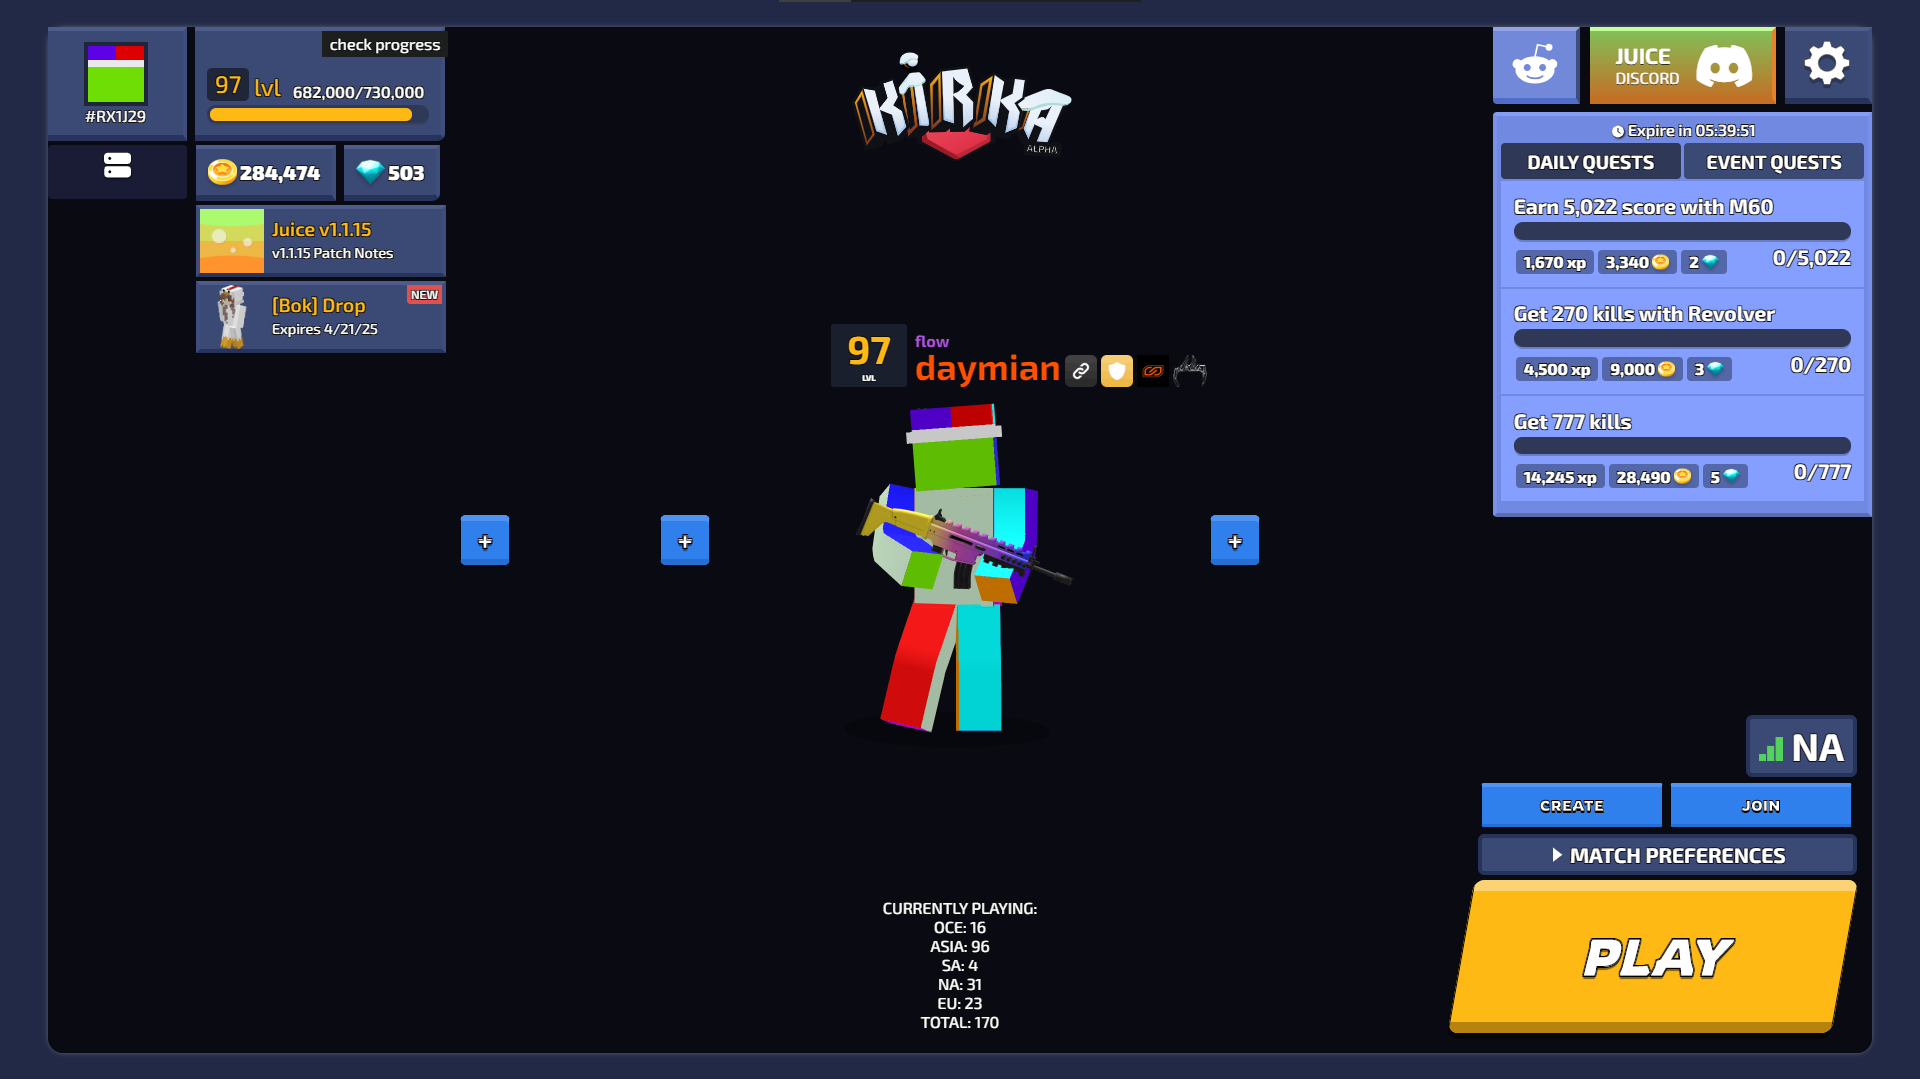 check progress
97 lvl 682,000/730,000
#RX1J29
284,474
503
Juice v1.1.15
v1.1.15 Patch Notes
[Bok] Drop
NEW
Expires 4/21/25
KIRKA
ALPHA
JUICE
DISCORD
Expire in 05:39:51
DAILY QUESTS
EVENT QUESTS
Earn 5,022 score with M60
1,670 xp 3,340 2 0/5,022
Get 270 kills with Revolver
4,500 xp 9,000 3 0/270
Get 777 kills
14,245 xp 28,490 5 0/777
97
LVL
flow
daymian
+
+
+
NA
CREATE
JOIN
MATCH PREFERENCES
PLAY
CURRENTLY PLAYING:
OCE: 16
ASIA: 96
SA: 4
NA: 31
EU: 23
TOTAL: 170